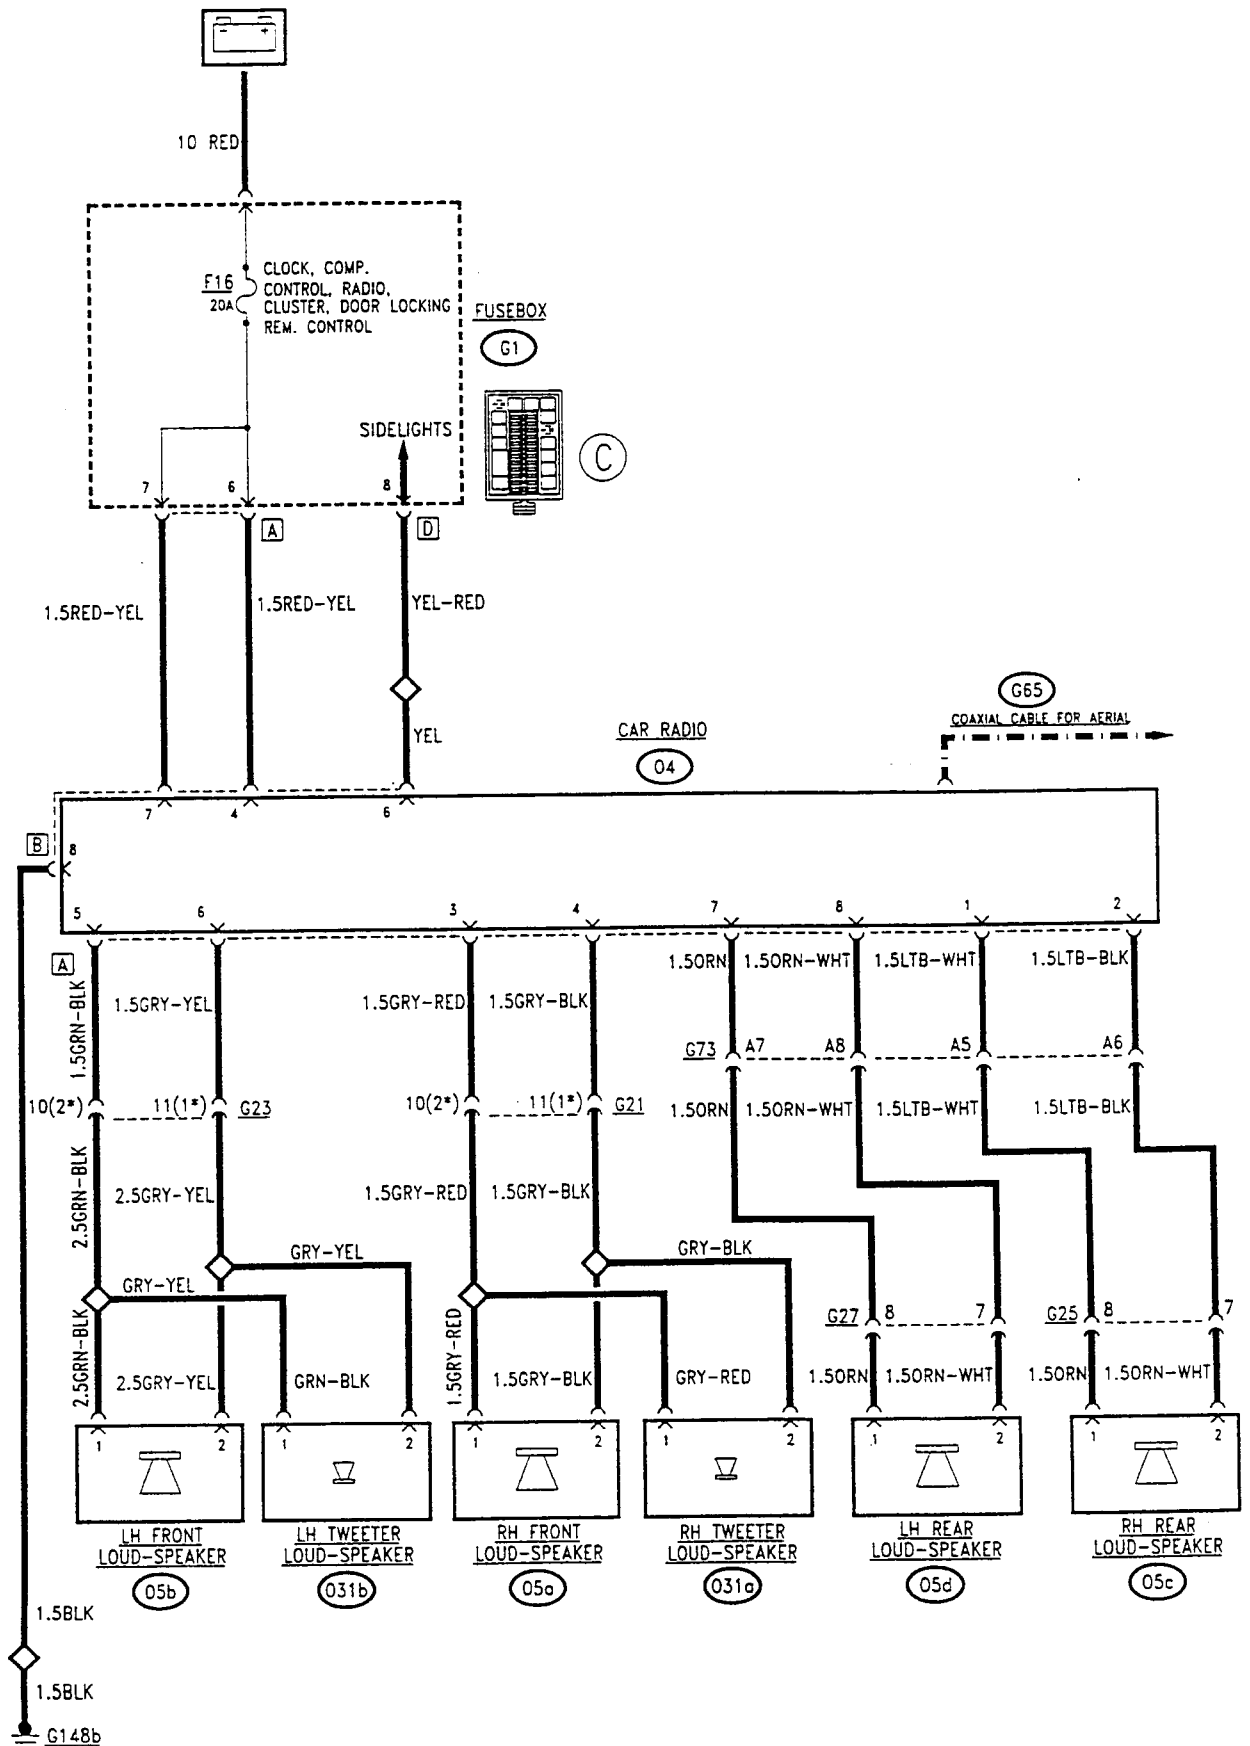 - +
10 RED
F16
20A
CLOCK, COMP.
CONTROL, RADIO,
CLUSTER, DOOR LOCKING
REM. CONTROL
FUSEBOX
G1
C
SIDELIGHTS
7 6 8
A D
1.5RED-YEL 1.5RED-YEL YEL-RED
YEL
G65
COAXIAL CABLE FOR AERIAL
CAR RADIO
O4
7 4 6
B 8
5 6 3 4 7 8 1 2
A
1.5GRN-BLK 1.5GRY-YEL 1.5GRY-RED 1.5GRY-BLK 1.5ORN 1.5ORN-WHT 1.5LTB-WHT 1.5LTB-BLK
G73 A7 A8 A5 A6
10(2*) 11(1*) G23 10(2*) 11(1*) G21
1.5ORN 1.5ORN-WHT 1.5LTB-WHT 1.5LTB-BLK
2.5GRN-BLK 2.5GRY-YEL 1.5GRY-RED 1.5GRY-BLK
GRY-YEL GRY-BLK
GRY-YEL
G27 8 7 G25 8 7
2.5GRN-BLK 2.5GRY-YEL GRN-BLK 1.5GRY-RED 1.5GRY-BLK GRY-RED 1.5ORN 1.5ORN-WHT 1.5ORN 1.5ORN-WHT
1 2 1 2 1 2 1 2 1 2 1 2
LH FRONT
LOUD-SPEAKER
O5b
LH TWEETER
LOUD-SPEAKER
O31b
RH FRONT
LOUD-SPEAKER
O5a
RH TWEETER
LOUD-SPEAKER
O31a
LH REAR
LOUD-SPEAKER
O5d
RH REAR
LOUD-SPEAKER
O5c
1.5BLK
1.5BLK
G148b